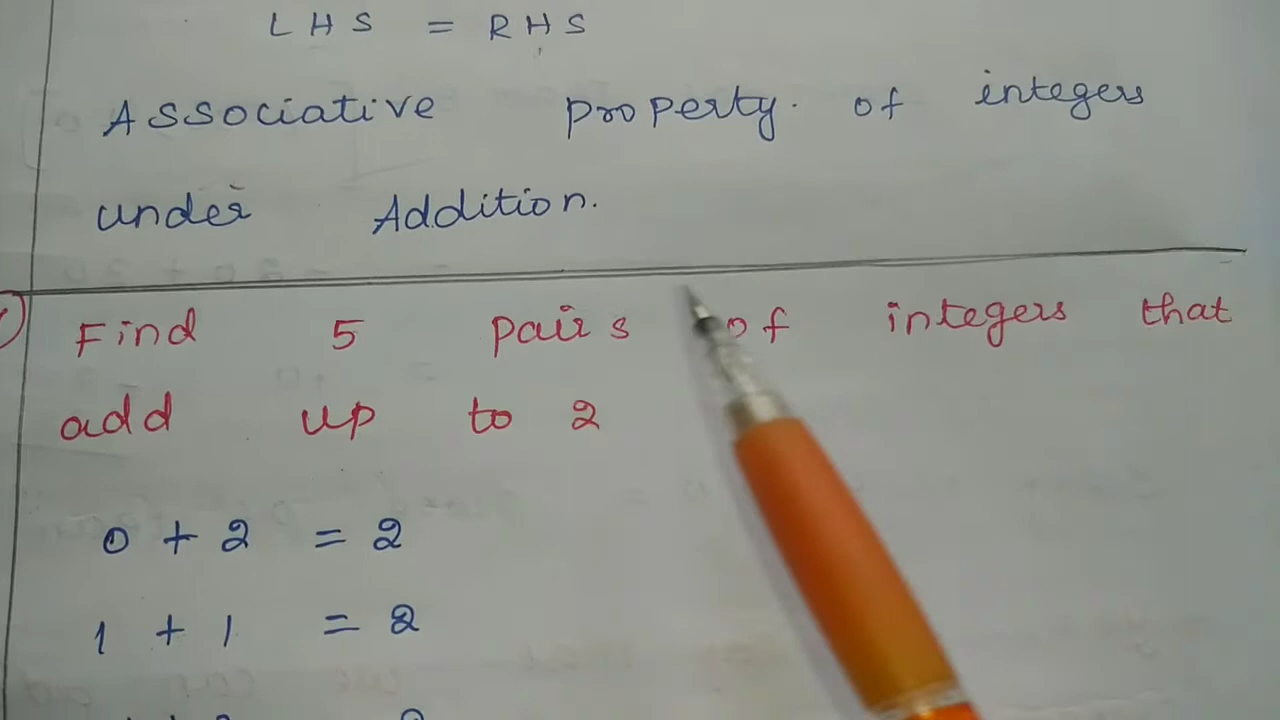 LHS = RHS
Associative property. of integers
under Addition.
Find 5 pairs of integers that
add up to 2
0 + 2 = 2
1 + 1 = 2